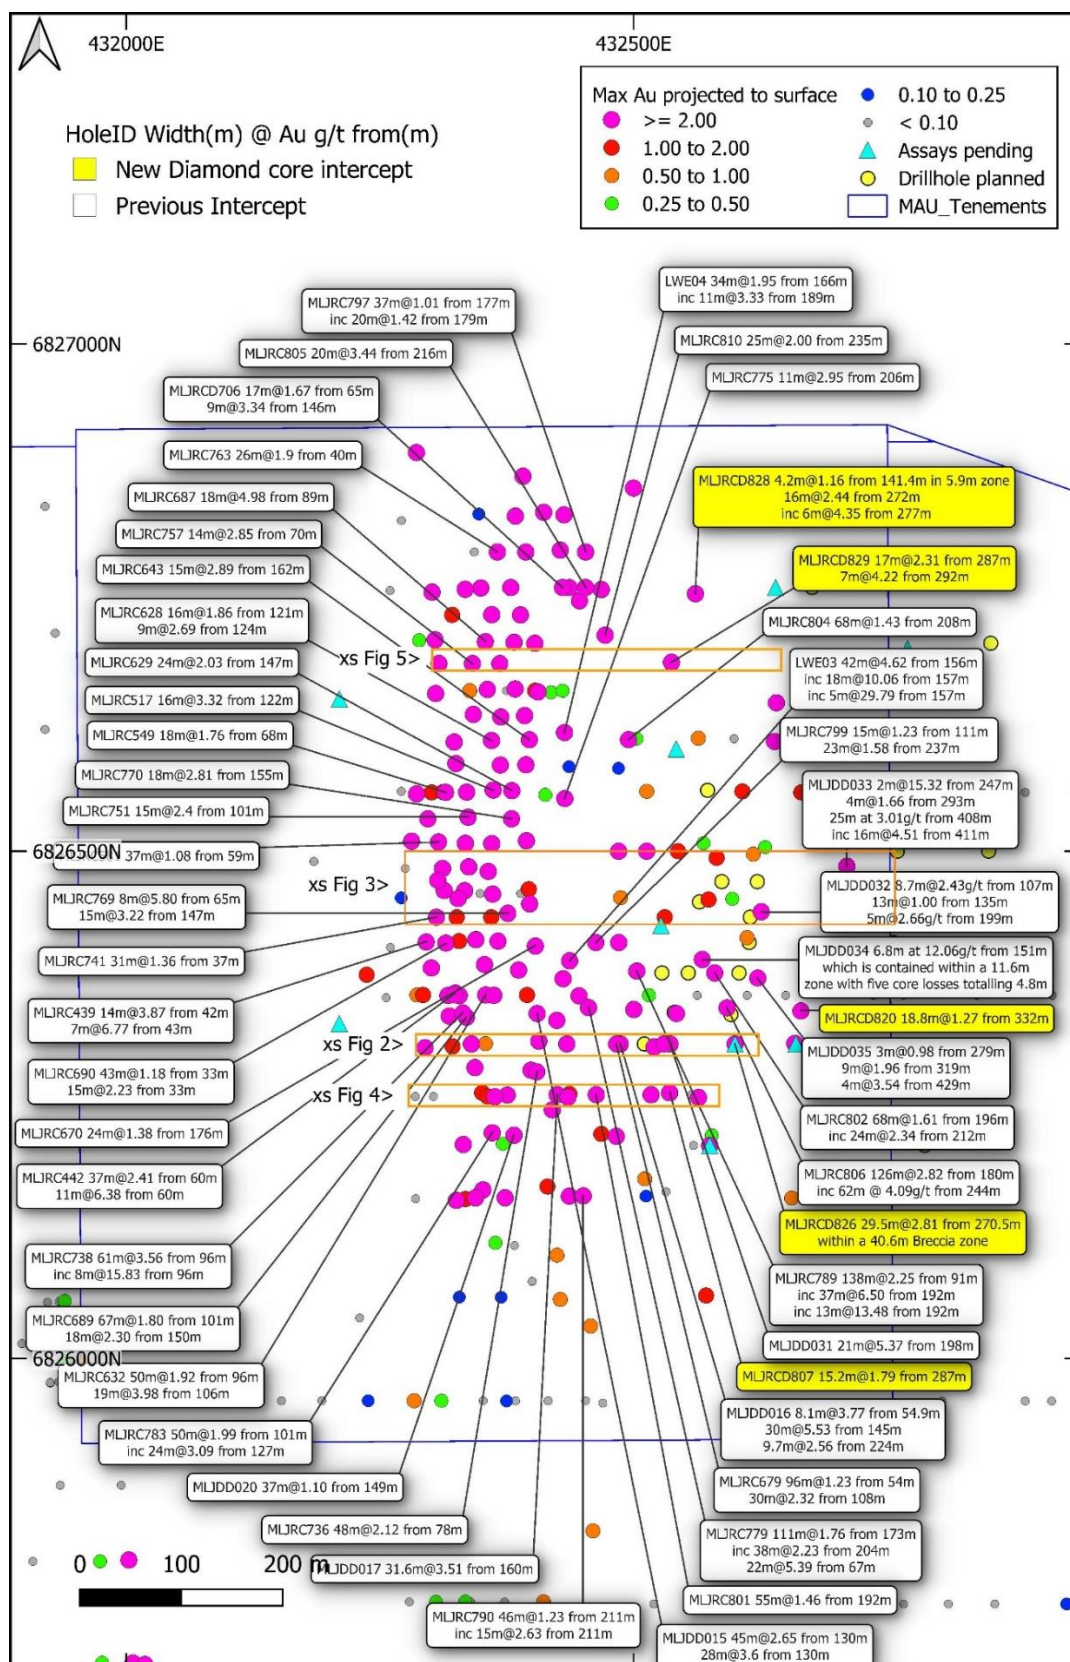 432000E
432500E
Max Au projected to surface
>= 2.00
1.00 to 2.00
0.50 to 1.00
0.25 to 0.50
0.10 to 0.25
< 0.10
Assays pending
Drillhole planned
MAU_Tenements
HoleID Width(m) @ Au g/t from(m)
New Diamond core intercept
Previous Intercept
LWE04 34m@1.95 from 166m
inc 11m@3.33 from 189m
MLJRC797 37m@1.01 from 177m
inc 20m@1.42 from 179m
6827000N
MLJRC810 25m@2.00 from 235m
MLJRC805 20m@3.44 from 216m
MLJRC775 11m@2.95 from 206m
MLJRCD706 17m@1.67 from 65m
9m@3.34 from 146m
MLJRC763 26m@1.9 from 40m
MLJRCD828 4.2m@1.16 from 141.4m in 5.9m zone
16m@2.44 from 272m
inc 6m@4.35 from 277m
MLJRC687 18m@4.98 from 89m
MLJRC757 14m@2.85 from 70m
MLJRCD829 17m@2.31 from 287m
7m@4.22 from 292m
MLJRC643 15m@2.89 from 162m
MLJRC628 16m@1.86 from 121m
9m@2.69 from 124m
MLJRC804 68m@1.43 from 208m
xs Fig 5>
MLJRC629 24m@2.03 from 147m
LWE03 42m@4.62 from 156m
inc 18m@10.06 from 157m
inc 5m@29.79 from 157m
MLJRC517 16m@3.32 from 122m
MLJRC549 18m@1.76 from 68m
MLJRC799 15m@1.23 from 111m
23m@1.58 from 237m
MLJRC770 18m@2.81 from 155m
MLJDD033 2m@15.32 from 247m
4m@1.66 from 293m
25m at 3.01g/t from 408m
inc 16m@4.51 from 411m
MLJRC751 15m@2.4 from 101m
6826500N
37m@1.08 from 59m
xs Fig 3>
MLJDD032 8.7m@2.43g/t from 107m
13m@1.00 from 135m
5m@2.66g/t from 199m
MLJRC769 8m@5.80 from 65m
15m@3.22 from 147m
MLJRC741 31m@1.36 from 37m
MLJDD034 6.8m at 12.06g/t from 151m
which is contained within a 11.6m
zone with five core losses totalling 4.8m
MLJRC439 14m@3.87 from 42m
7m@6.77 from 43m
MLJRCD820 18.8m@1.27 from 332m
xs Fig 2>
MLJDD035 3m@0.98 from 279m
9m@1.96 from 319m
4m@3.54 from 429m
MLJRC690 43m@1.18 from 33m
15m@2.23 from 33m
xs Fig 4>
MLJRC802 68m@1.61 from 196m
inc 24m@2.34 from 212m
MLJRC670 24m@1.38 from 176m
MLJRC442 37m@2.41 from 60m
11m@6.38 from 60m
MLJRC806 126m@2.82 from 180m
inc 62m @ 4.09g/t from 244m
MLJRCD826 29.5m@2.81 from 270.5m
within a 40.6m Breccia zone
MLJRC738 61m@3.56 from 96m
inc 8m@15.83 from 96m
MLJRC789 138m@2.25 from 91m
inc 37m@6.50 from 192m
inc 13m@13.48 from 192m
MLJRC689 67m@1.80 from 101m
18m@2.30 from 150m
MLJDD031 21m@5.37 from 198m
6826000N
MLJRC632 50m@1.92 from 96m
19m@3.98 from 106m
MLJRCD807 15.2m@1.79 from 287m
MLJDD016 8.1m@3.77 from 54.9m
30m@5.53 from 145m
9.7m@2.56 from 224m
MLJRC783 50m@1.99 from 101m
inc 24m@3.09 from 127m
MLJDD020 37m@1.10 from 149m
MLJRC679 96m@1.23 from 54m
30m@2.32 from 108m
MLJRC736 48m@2.12 from 78m
MLJRC779 111m@1.76 from 173m
inc 38m@2.23 from 204m
22m@5.39 from 67m
0 100 200 m
MLJDD017 31.6m@3.51 from 160m
MLJRC801 55m@1.46 from 192m
MLJRC790 46m@1.23 from 211m
inc 15m@2.63 from 211m
MLJDD015 45m@2.65 from 130m
28m@3.6 from 130m